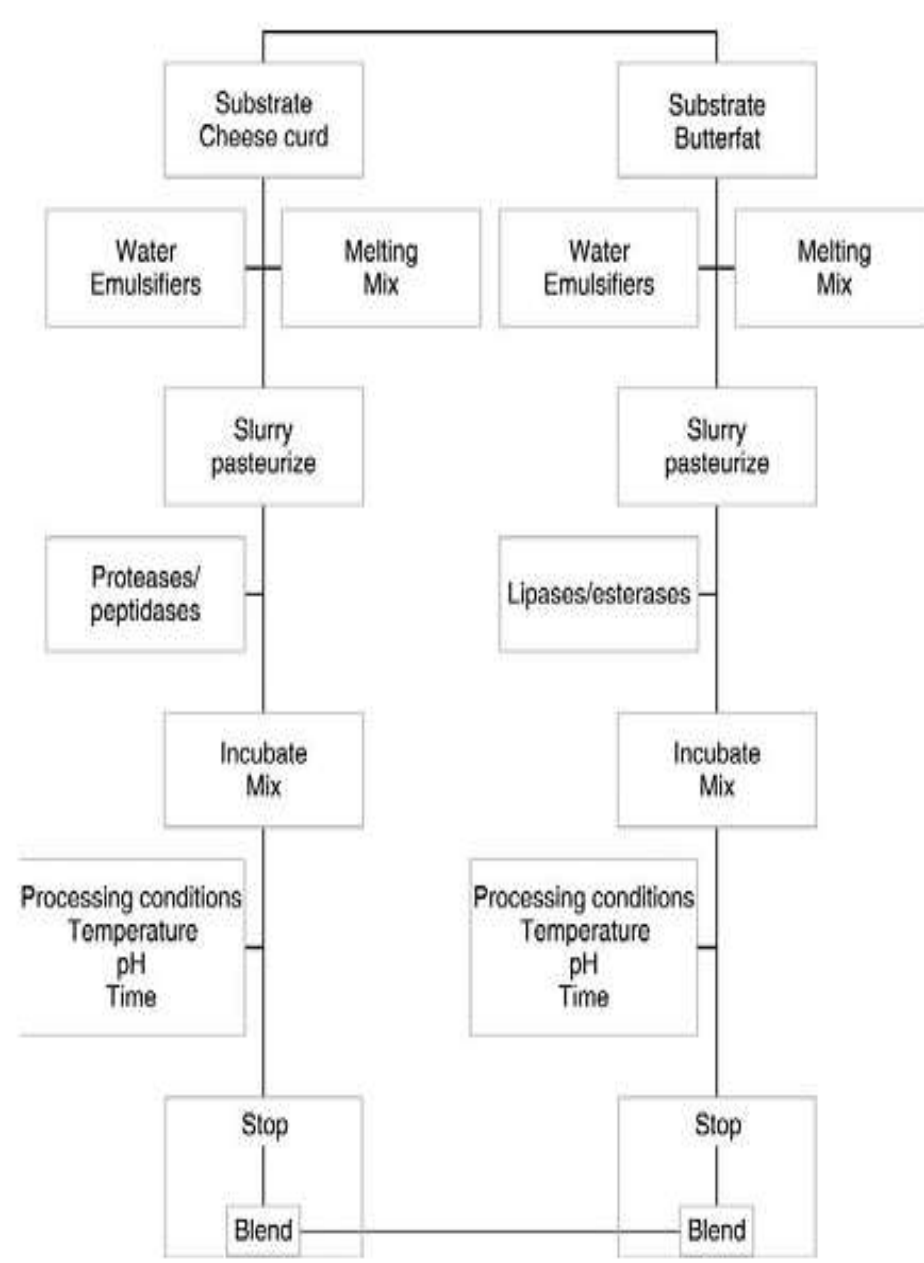 Substrate
Cheese curd
Substrate
Butterfat
Water
Emulsifiers
Melting
Mix
Water
Emulsifiers
Melting
Mix
Slurry
pasteurize
Slurry
pasteurize
Proteases/
peptidases
Lipases/esterases
Incubate
Mix
Incubate
Mix
Processing conditions
Temperature
pH
Time
Processing conditions
Temperature
pH
Time
Stop
Stop
Blend
Blend